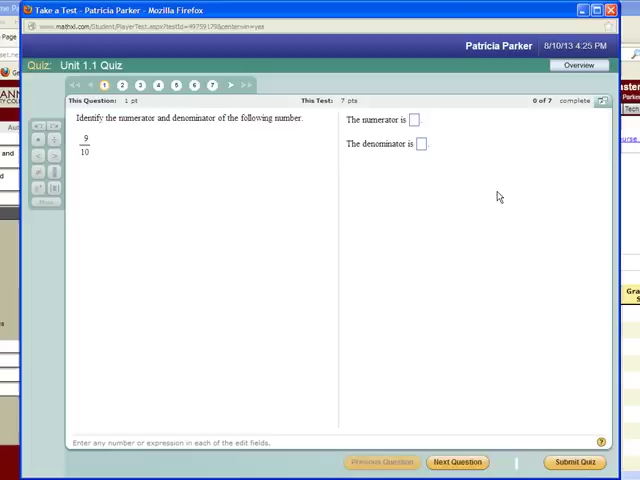 Take a Test - Patricia Parker - Mozilla Firefox
www.mathxl.com/Student/PlayerTest.aspx?testId=49759179&centerwin=yes
Patricia Parker 8/10/13 4:25 PM
Quiz: Unit 1.1 Quiz
Overview
1 2 3 4 5 6 7
This Question: 1 pt
This Test: 7 pts
0 of 7 complete
Identify the numerator and denominator of the following number.
9
10
The numerator is .
The denominator is .
More
Enter any number or expression in each of the edit fields.
?
Previous Question
Next Question
Submit Quiz